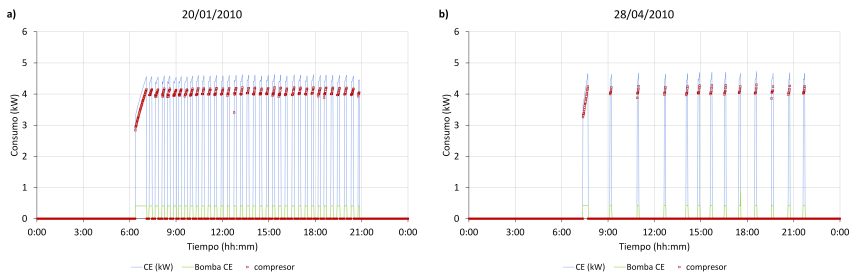 a)
20/01/2010
Consumo (kW)
6
5
4
3
2
1
0
0:00 3:00 6:00 9:00 12:00 15:00 18:00 21:00 0:00
Tiempo (hh:mm)
CE (kW) Bomba CE compresor
b)
28/04/2010
Consumo (kW)
6
5
4
3
2
1
0
0:00 3:00 6:00 9:00 12:00 15:00 18:00 21:00 0:00
Tiempo (hh:mm)
CE (kW) Bomba CE compresor